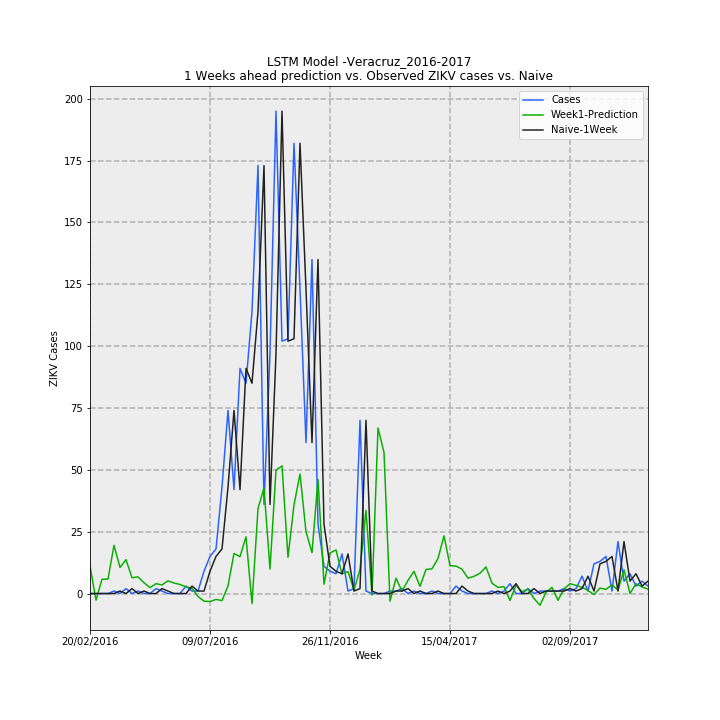 LSTM Model -Veracruz_2016-2017
1 Weeks ahead prediction vs. Observed ZIKV cases vs. Naive
Cases
Week1-Prediction
Naive-1Week
200
175
150
125
100
75
50
25
0
ZIKV Cases
20/02/2016
09/07/2016
26/11/2016
15/04/2017
02/09/2017
Week